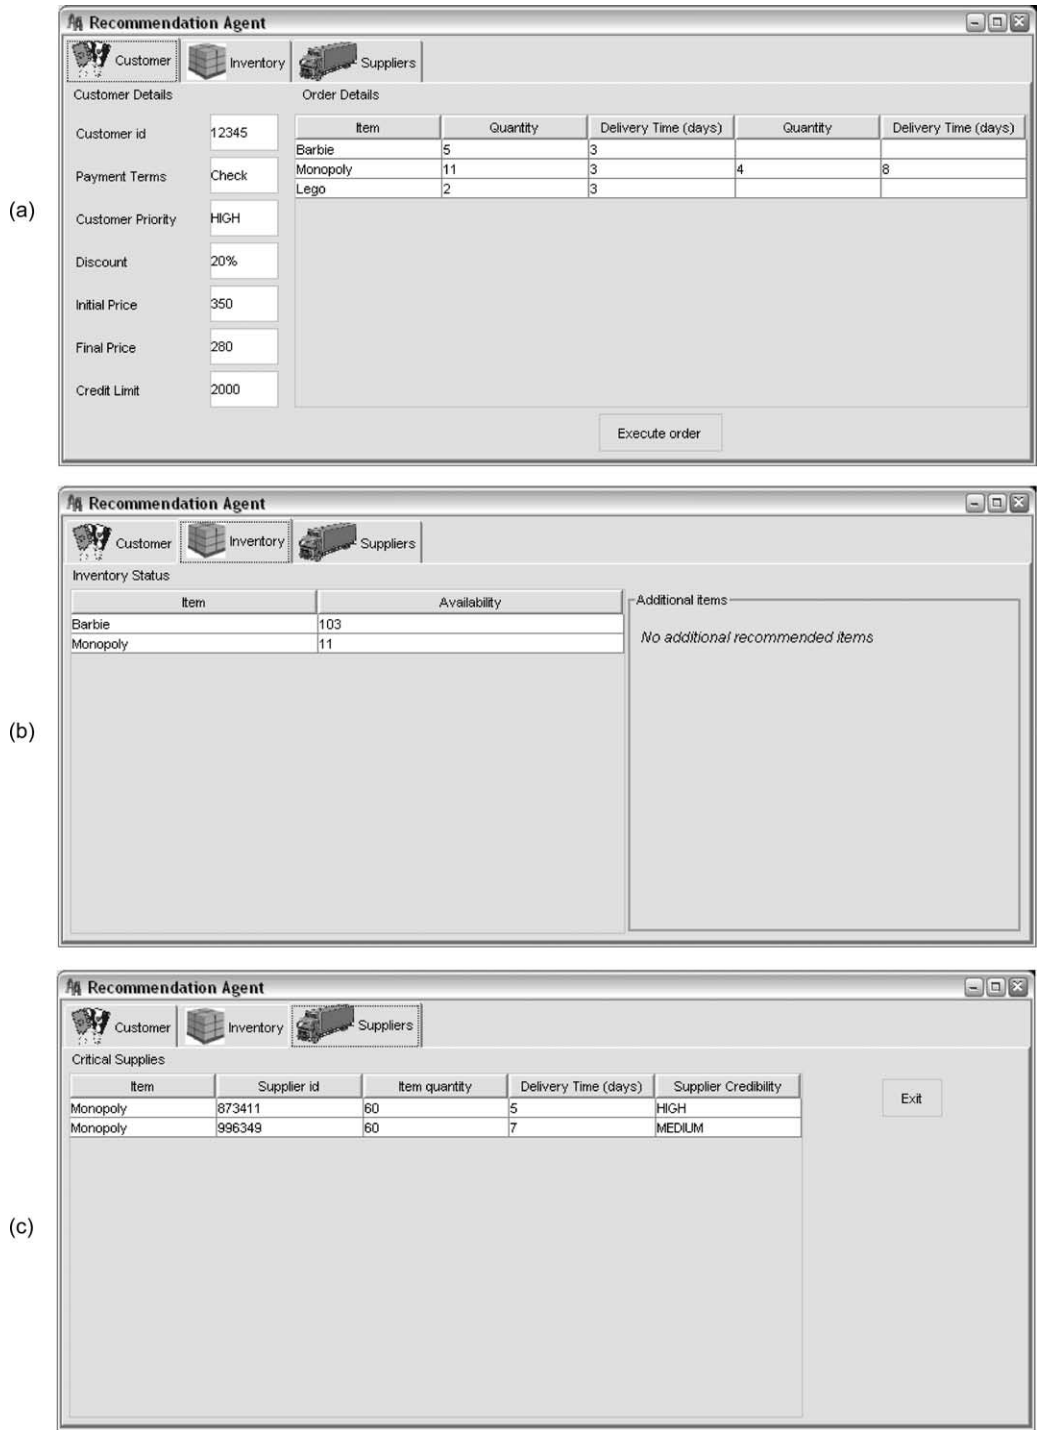 Recommendation Agent
Customer Inventory Suppliers
Customer Details Order Details
Customer id 12345
Payment Terms Check
Customer Priority HIGH
Discount 20%
Initial Price 350
Final Price 280
Credit Limit 2000
Item Quantity Delivery Time (days) Quantity Delivery Time (days)
Barbie 5 3
Monopoly 11 3 4 8
Lego 2 3
Execute order
(a)
Recommendation Agent
Customer Inventory Suppliers
Inventory Status
Item Availability
Barbie 103
Monopoly 11
Additional items
No additional recommended items
(b)
Recommendation Agent
Customer Inventory Suppliers
Critical Supplies
Item Supplier id Item quantity Delivery Time (days) Supplier Credibility
Monopoly 873411 60 5 HIGH
Monopoly 996349 60 7 MEDIUM
Exit
(c)